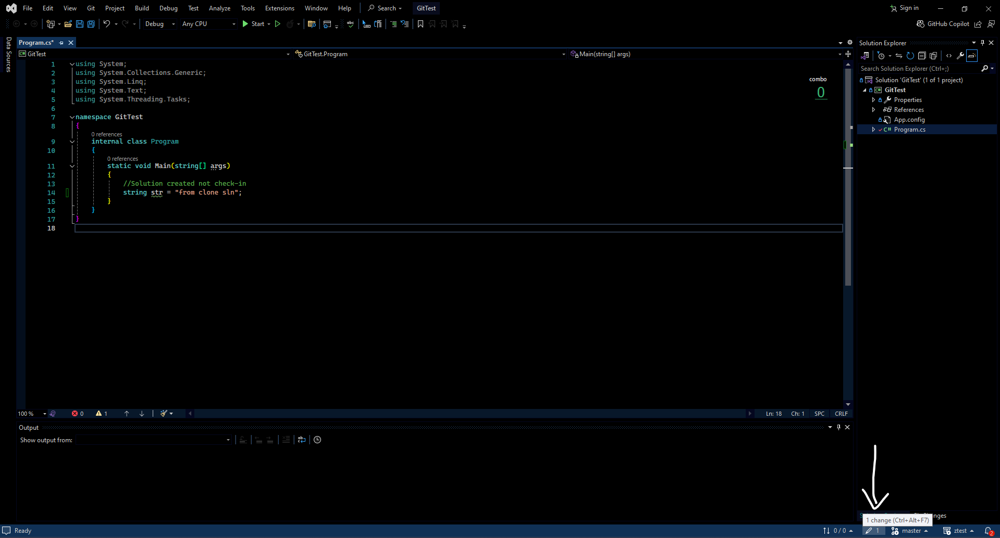 File Edit View Git Project Build Debug Test Analyze Tools Extensions Window Help Search GitTest Sign in
Debug Any CPU Start abc GitHub Copilot
Data Sources
Program.cs*
GitTest GitTest.Program Main(string[] args)
1 using System;
2 using System.Collections.Generic;
3 using System.Linq;
4 using System.Text;
5 using System.Threading.Tasks;
6
7 namespace GitTest
8 {
0 references
9 internal class Program
10 {
0 references
11 static void Main(string[] args)
12 {
13 //Solution created not check-in
14 string str = "from clone sln";
15 }
16 }
17 }
18
combo
0
100 % 0 1 Ln: 18 Ch: 1 SPC CRLF
Output
Show output from:
Solution Explorer
Search Solution Explorer (Ctrl+;)
Solution 'GitTest' (1 of 1 project)
C# GitTest
Properties
References
App.config
C# Program.cs
1 change (Ctrl+Alt+F7)
Ready 0 / 0 1 master ztest 2